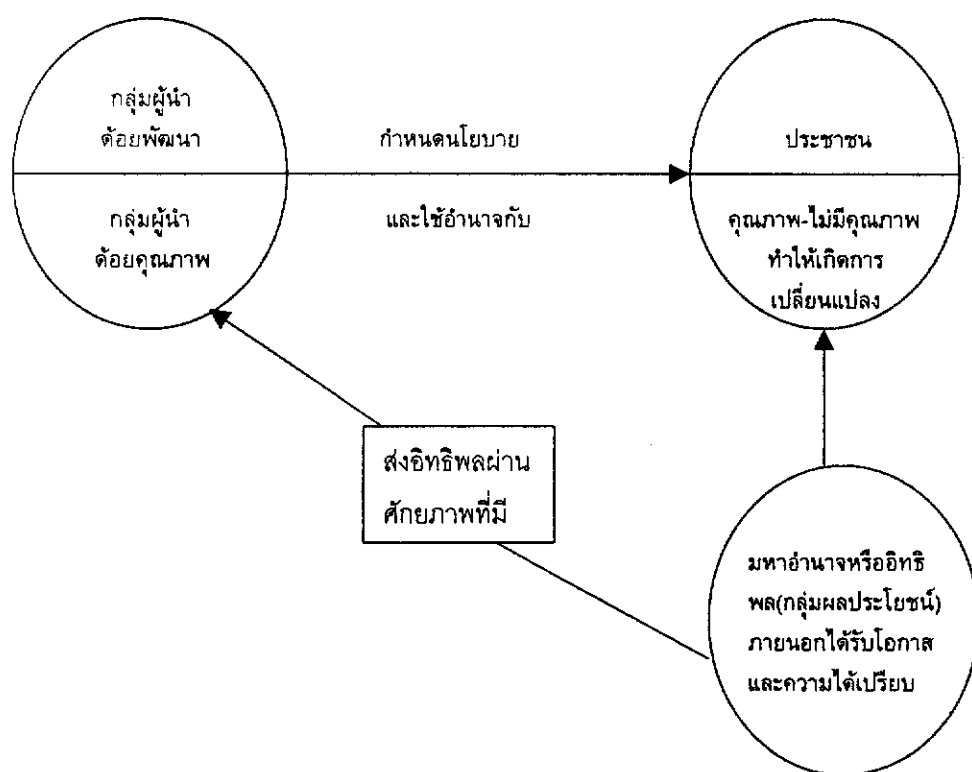 กลุ่มผู้นำ
ด้อยพัฒนา
กำหนดนโยบาย
ประชาชน
กลุ่มผู้นำ
ด้อยคุณภาพ
และใช้อำนาจกับ
คุณภาพ-ไม่มีคุณภาพ
ทำให้เกิดการ
เปลี่ยนแปลง
ส่งอิทธิพลผ่าน
ศักยภาพที่มี
มหาอำนาจหรืออิทธิ
พล(กลุ่มผลประโยชน์)
ภายนอกได้รับโอกาส
และความได้เปรียบ